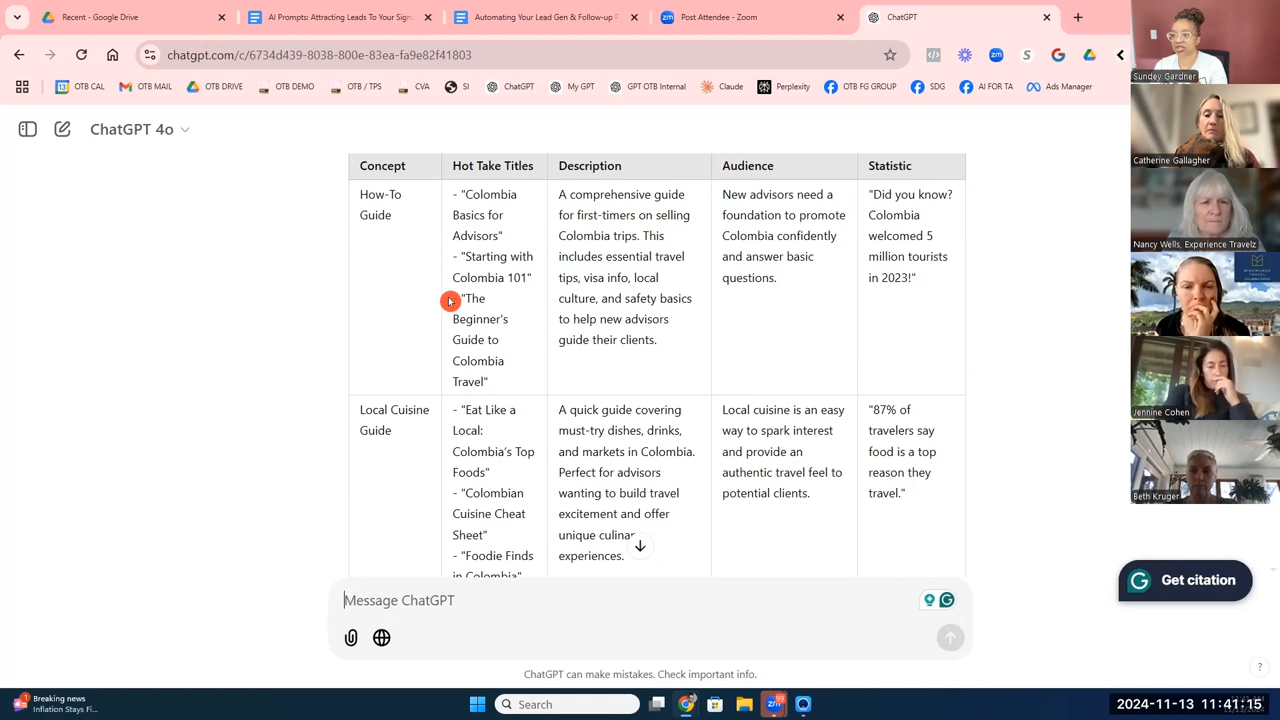 Recent - Google Drive
AI Prompts: Attracting Leads To Your Sign
Automating Your Lead Gen & Follow-up F
Post Attendee - Zoom
ChatGPT
chatgpt.com/c/6734d439-8038-800e-83ea-fa9e82f41803
OTB CAL
OTB MAIL
OTB DRIVE
OTB DEMO
OTB / TPS
CVA
ChatGPT
My GPT
GPT OTB Internal
Claude
Perplexity
OTB FG GROUP
SDG
AI FOR TA
Ads Manager
ChatGPT 4o
Concept
Hot Take Titles
Description
Audience
Statistic
How-To
Guide
- "Colombia
Basics for
Advisors"
- "Starting with
Colombia 101"
"The
Beginner's
Guide to
Colombia
Travel"
A comprehensive guide
for first-timers on selling
Colombia trips. This
includes essential travel
tips, visa info, local
culture, and safety basics
to help new advisors
guide their clients.
New advisors need a
foundation to promote
Colombia confidently
and answer basic
questions.
"Did you know?
Colombia
welcomed 5
million tourists
in 2023!"
Local Cuisine
Guide
- "Eat Like a
Local:
Colombia's Top
Foods"
- "Colombian
Cuisine Cheat
Sheet"
- "Foodie Finds
in Colombia"
A quick guide covering
must-try dishes, drinks,
and markets in Colombia.
Perfect for advisors
wanting to build travel
excitement and offer
unique culinar
experiences.
Local cuisine is an easy
way to spark interest
and provide an
authentic travel feel to
potential clients.
"87% of
travelers say
food is a top
reason they
travel."
Message ChatGPT
ChatGPT can make mistakes. Check important info.
Get citation
?
Sundey Gardner
Catherine Gallagher
Nancy Wells, Experience Travelz
Jennine Cohen
Beth Kruger
Breaking news
Inflation Stays Fi...
Search
2024-11-13 11:41:15